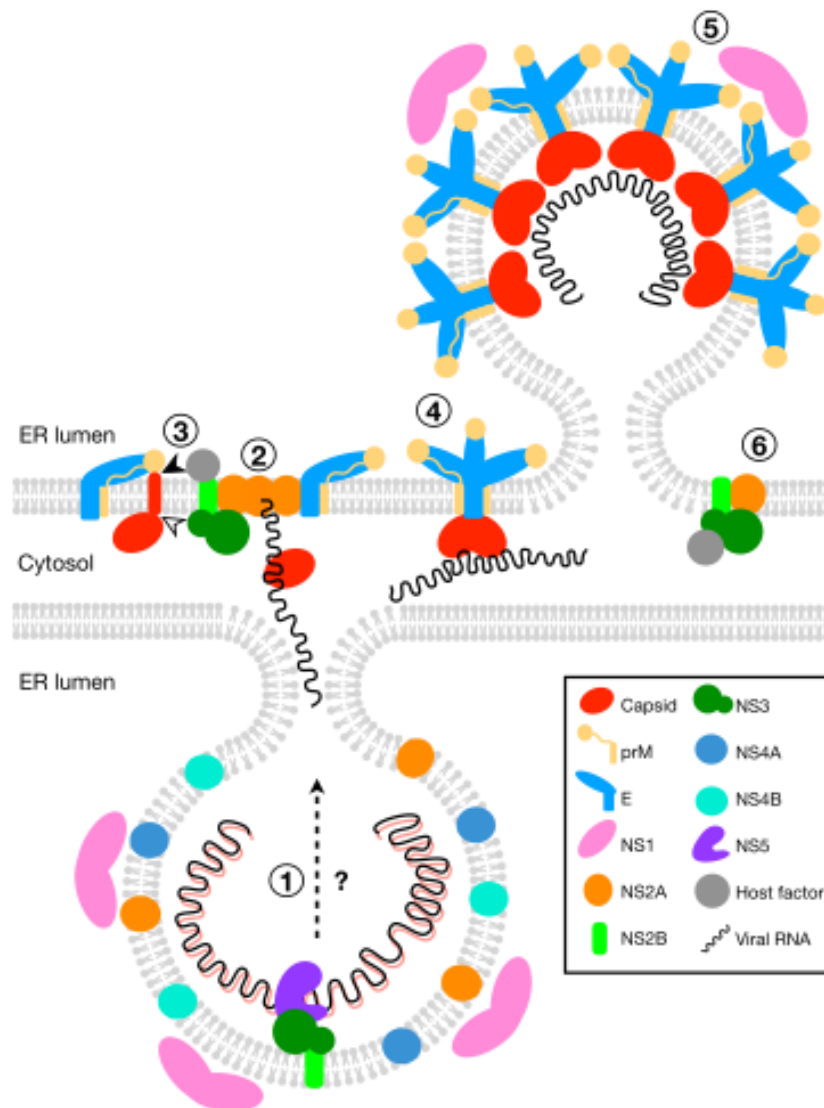 ⑤
ER lumen
③
②
④
⑥
Cytosol
ER lumen
①
?
Capsid
NS3
prM
NS4A
E
NS4B
NS1
NS5
NS2A
Host factor
NS2B
Viral RNA